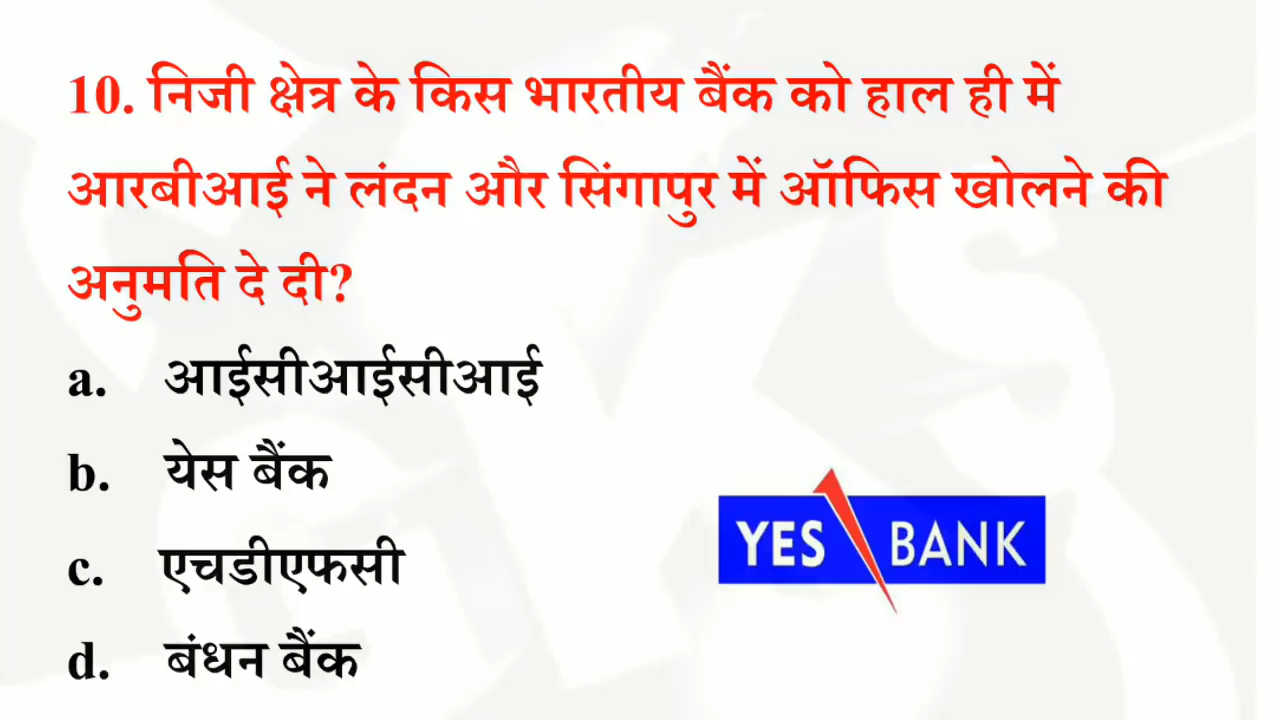 10. निजी क्षेत्र के किस भारतीय बैंक को हाल ही में
आरबीआई ने लंदन और सिंगापुर में ऑफिस खोलने की
अनुमति दे दी?
a. आईसीआईसीआई
b. येस बैंक
c. एचडीएफसी
d. बंधन बैंक
YES BANK